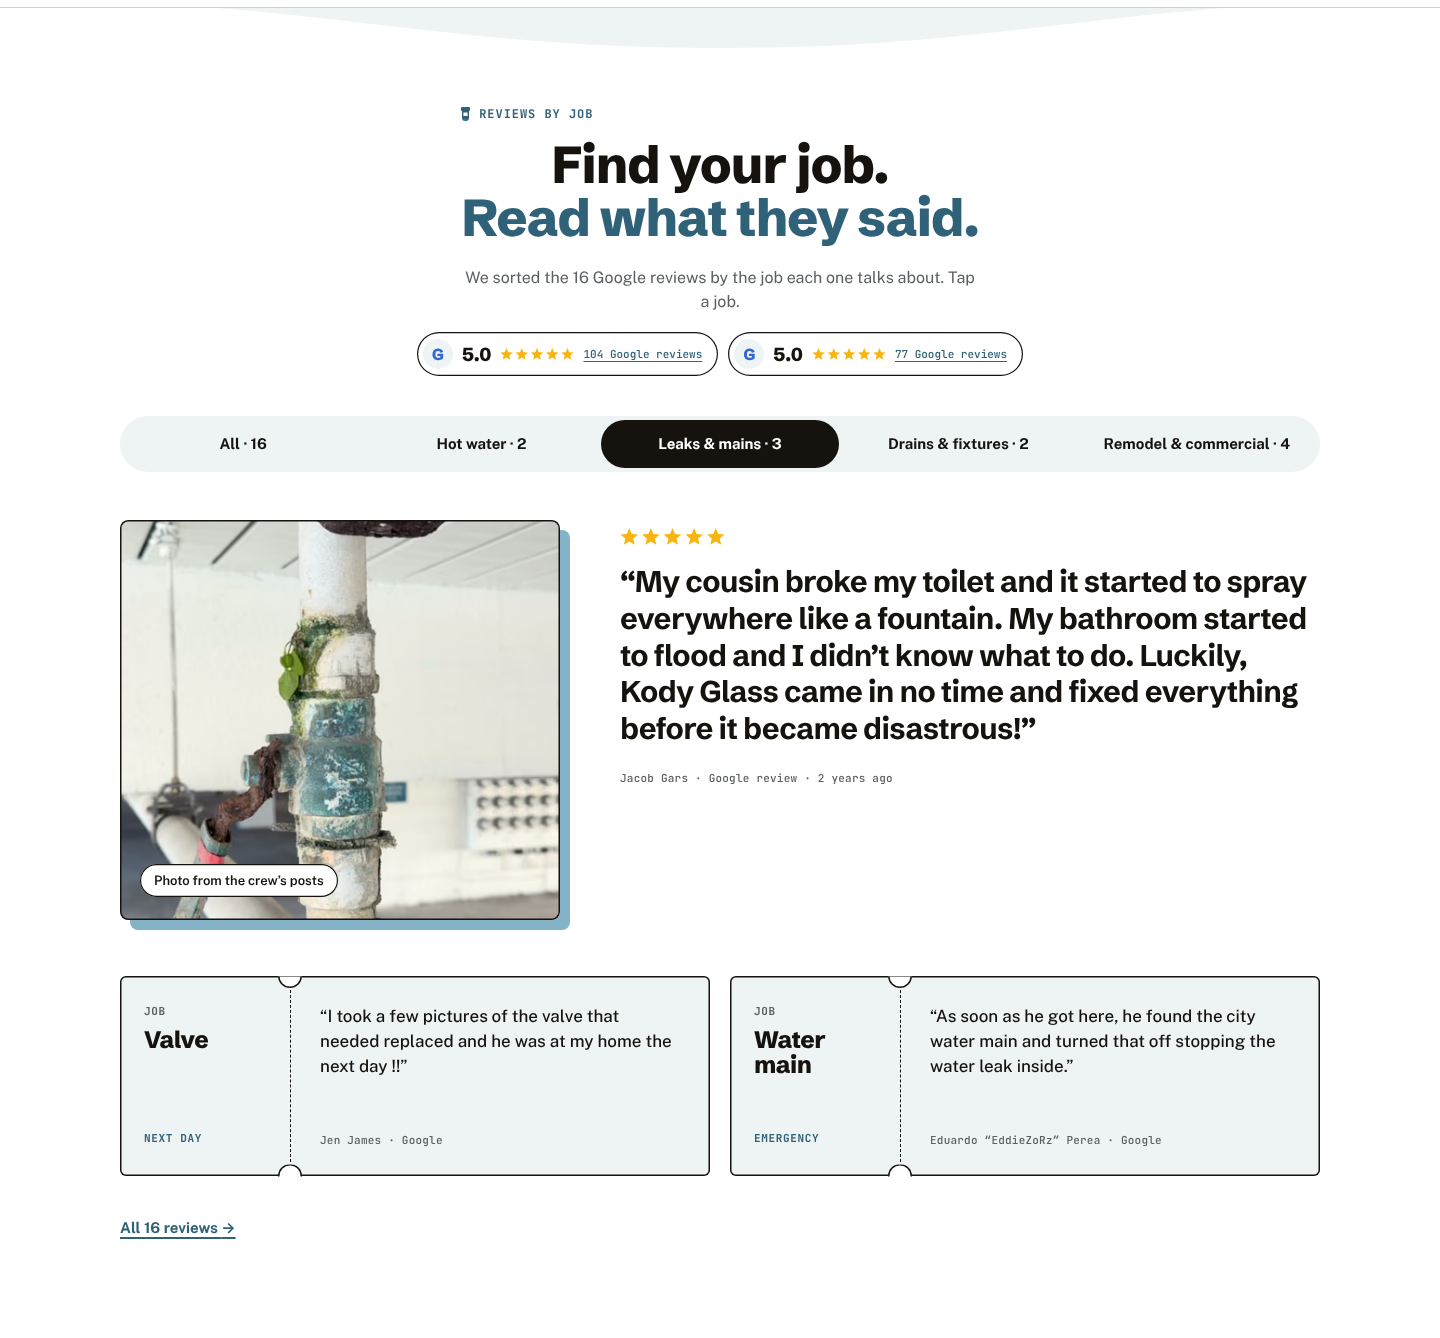 REVIEWS BY JOB
Find your job.
Read what they said.
We sorted the 16 Google reviews by the job each one talks about. Tap
a job.
G 5.0 104 Google reviews
G 5.0 77 Google reviews
All · 16
Hot water · 2
Leaks & mains · 3
Drains & fixtures · 2
Remodel & commercial · 4
“My cousin broke my toilet and it started to spray
everywhere like a fountain. My bathroom started
to flood and I didn’t know what to do. Luckily,
Kody Glass came in no time and fixed everything
before it became disastrous!”
Jacob Gars · Google review · 2 years ago
Photo from the crew’s posts
JOB
Valve
NEXT DAY
“I took a few pictures of the valve that
needed replaced and he was at my home the
next day !!”
Jen James · Google
JOB
Water
main
EMERGENCY
“As soon as he got here, he found the city
water main and turned that off stopping the
water leak inside.”
Eduardo “EddieZoRz” Perea · Google
All 16 reviews →